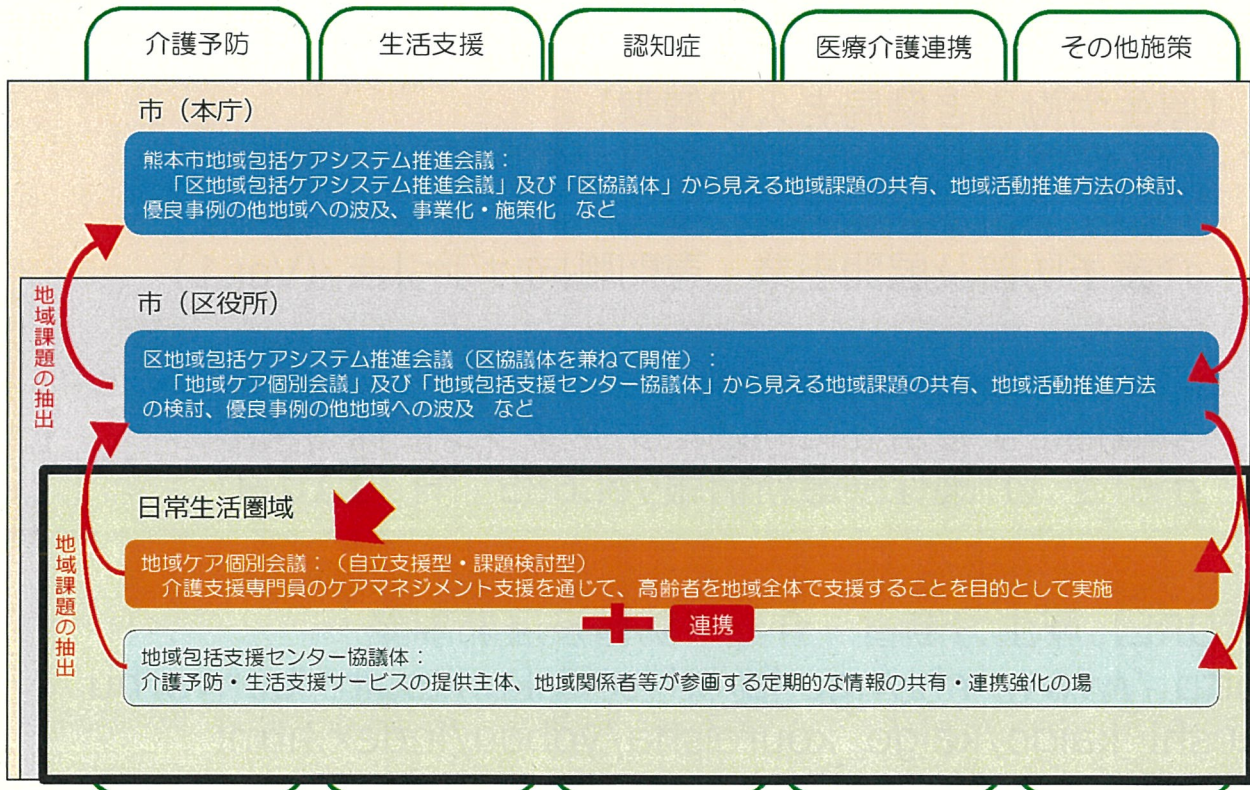 介護予防
生活支援
認知症
医療介護連携
その他施策
市（本庁）
熊本市地域包括ケアシステム推進会議：
「区地域包括ケアシステム推進会議」及び「区協議体」から見える地域課題の共有、地域活動推進方法の検討、
優良事例の他地域への波及、事業化・施策化　など
地域課題の抽出
市（区役所）
区地域包括ケアシステム推進会議（区協議体を兼ねて開催）：
「地域ケア個別会議」及び「地域包括支援センター協議体」から見える地域課題の共有、地域活動推進方法
の検討、優良事例の他地域への波及　など
地域課題の抽出
日常生活圏域
地域ケア個別会議：（自立支援型・課題検討型）
介護支援専門員のケアマネジメント支援を通じて、高齢者を地域全体で支援することを目的として実施
＋ 連携
地域包括支援センター協議体：
介護予防・生活支援サービスの提供主体、地域関係者等が参画する定期的な情報の共有・連携強化の場